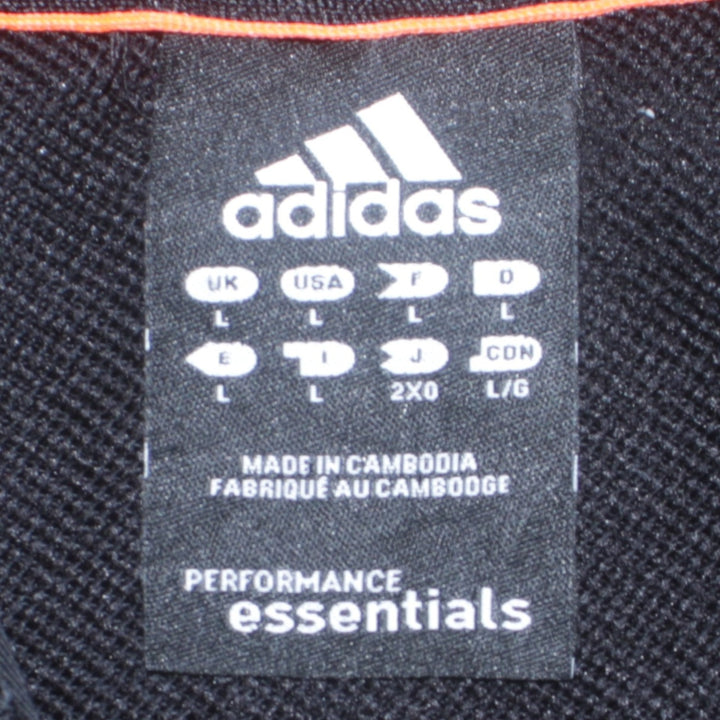 adidas
UK USA F D
L L L L
E I J CDN
L L 2XO L/G
MADE IN CAMBODIA
FABRIQUÉ AU CAMBODGE
PERFORMANCE
essentials